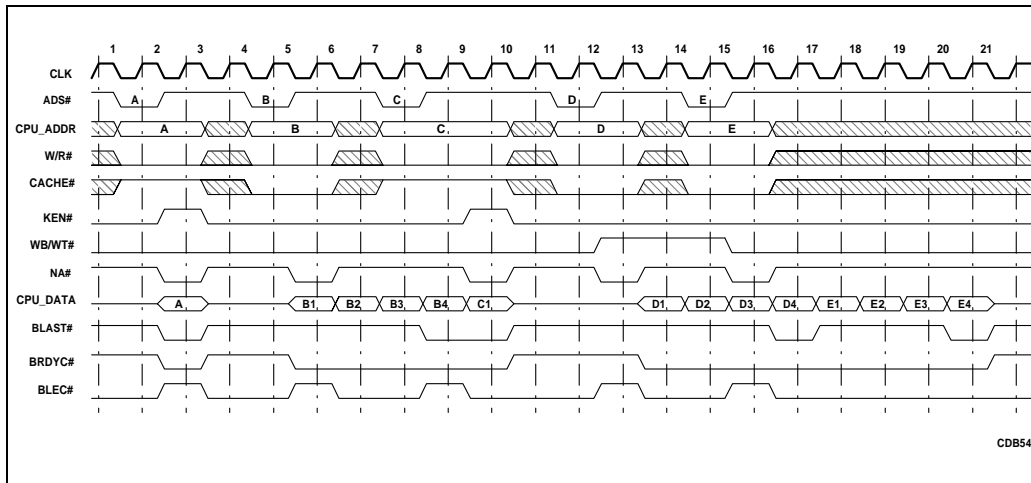 1 2 3 4 5 6 7 8 9 10 11 12 13 14 15 16 17 18 19 20 21
CLK
ADS# A B C D E
CPU_ADDR A B C D E
W/R#
CACHE#
KEN#
WB/WT#
NA#
CPU_DATA A B1 B2 B3 B4 C1 D1 D2 D3 D4 E1 E2 E3 E4
BLAST#
BRDYC#
BLEC#
CDB54